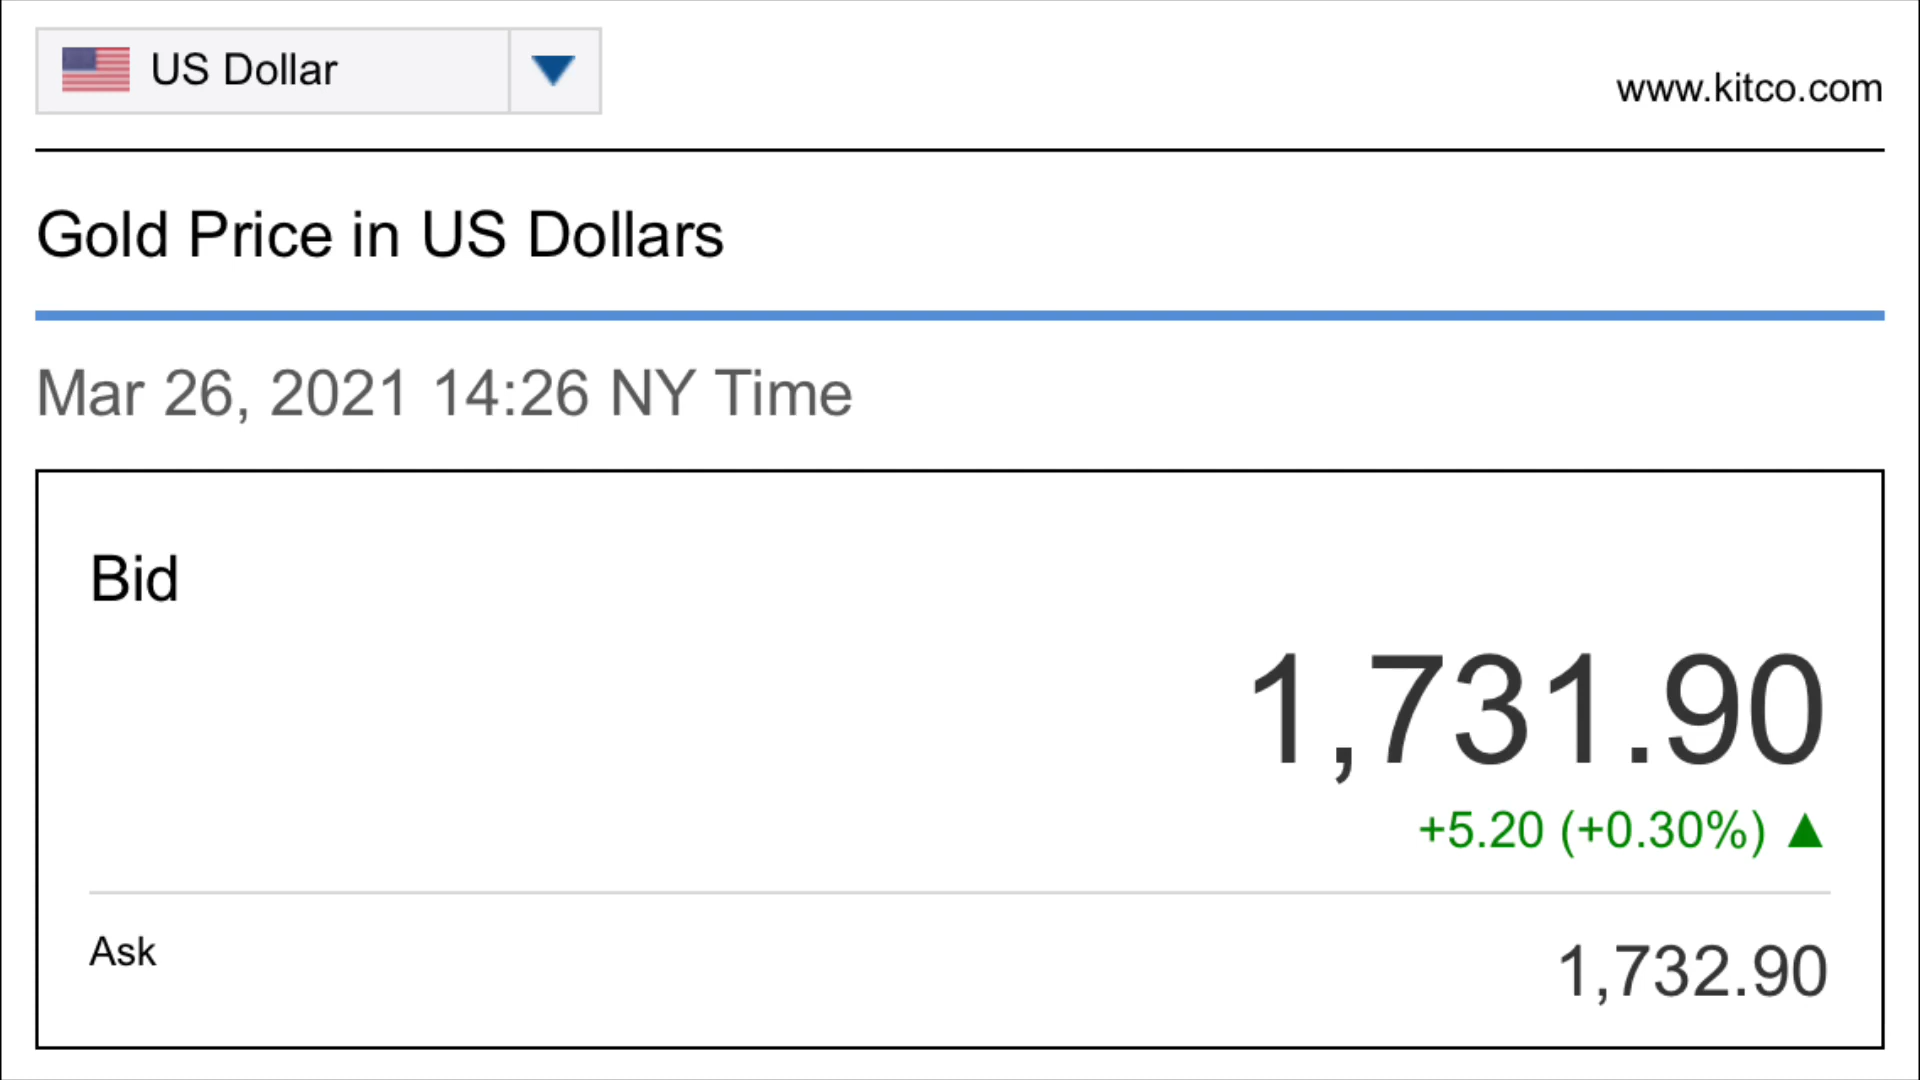 US Dollar
www.kitco.com
Gold Price in US Dollars
Mar 26, 2021 14:26 NY Time
Bid
1,731.90
+5.20 (+0.30%) ▲
Ask
1,732.90